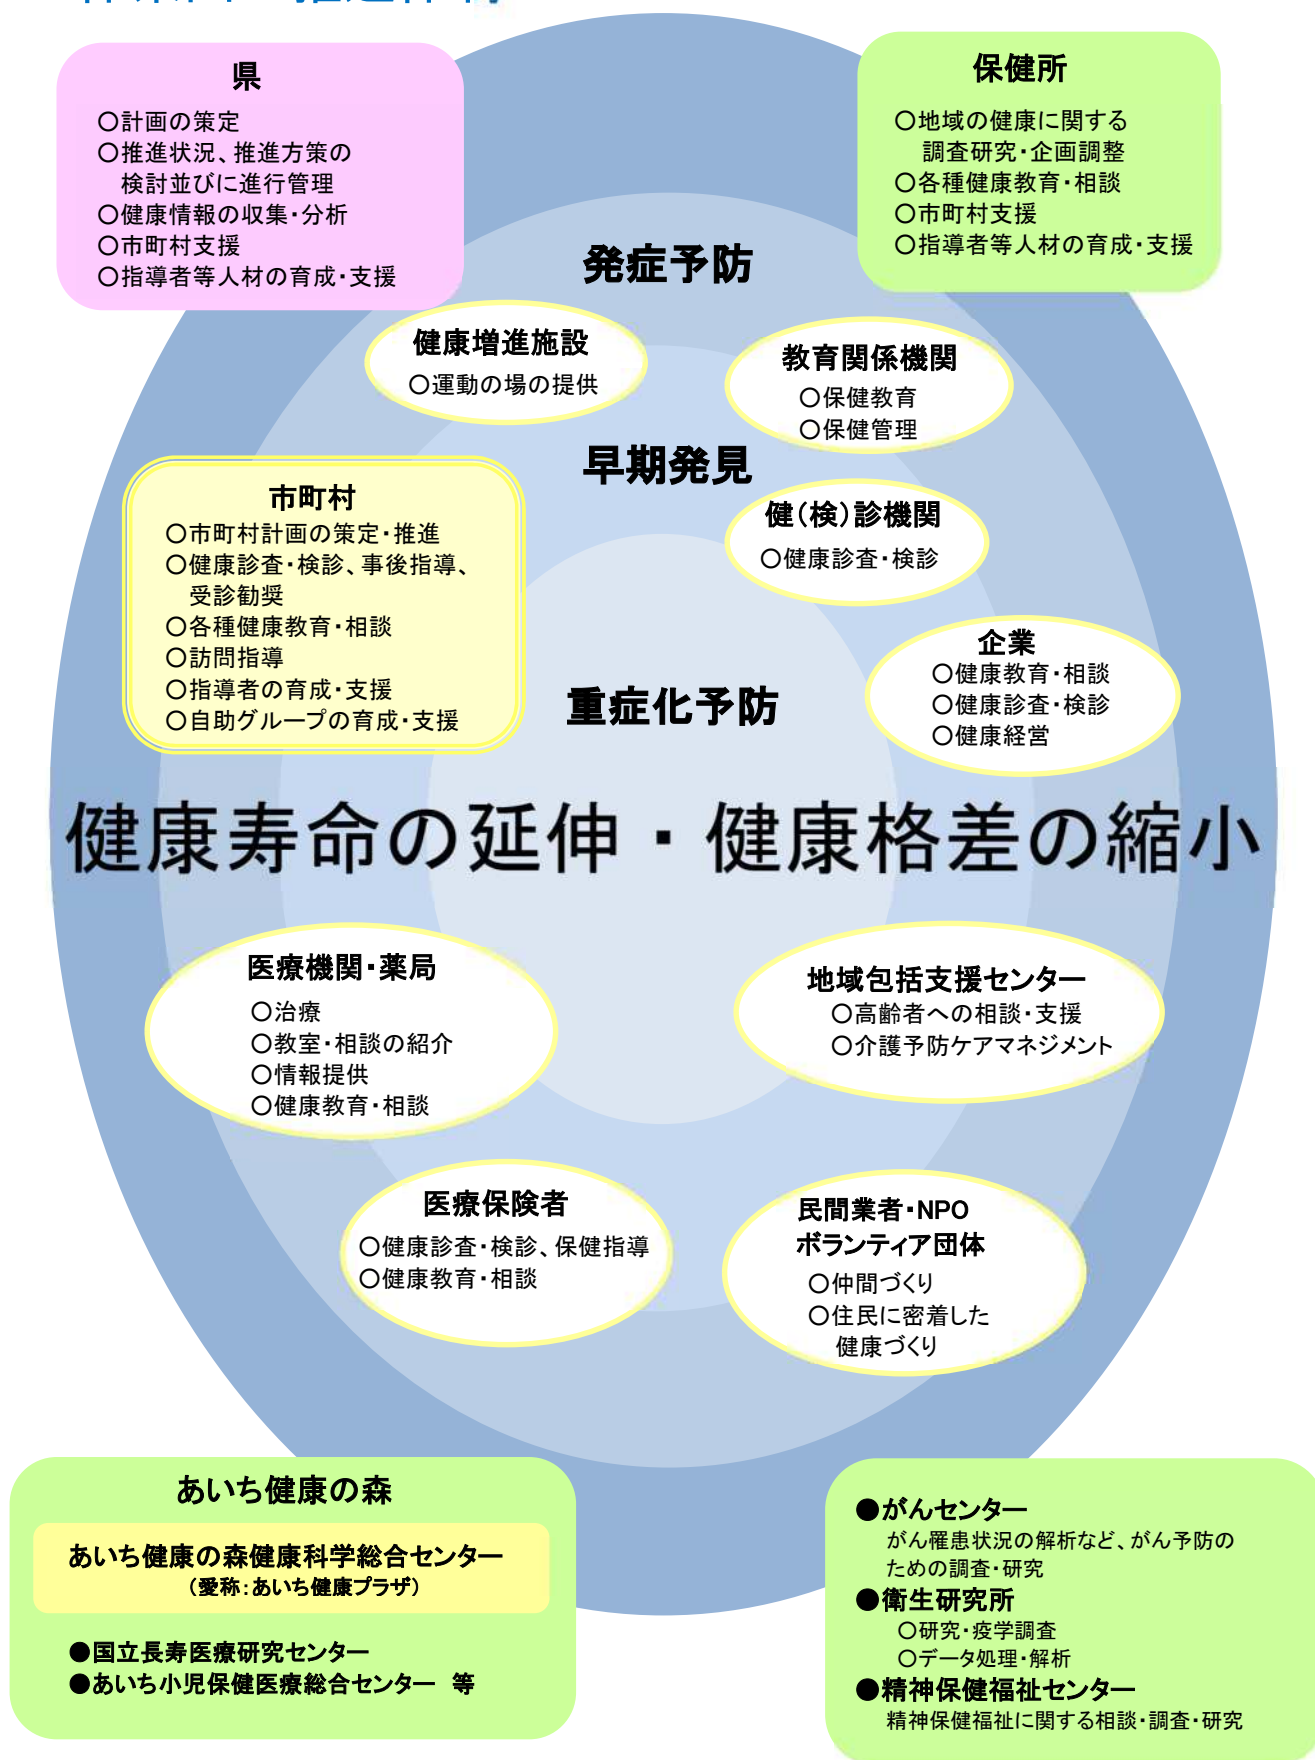 県
○計画の策定
○推進状況、推進方策の
検討並びに進行管理
○健康情報の収集・分析
○市町村支援
○指導者等人材の育成・支援
保健所
○地域の健康に関する
調査研究・企画調整
○各種健康教育・相談
○市町村支援
○指導者等人材の育成・支援
発症予防
健康増進施設
○運動の場の提供
教育関係機関
○保健教育
○保健管理
早期発見
市町村
○市町村計画の策定・推進
○健康診査・検診、事後指導、
受診勧奨
○各種健康教育・相談
○訪問指導
○指導者の育成・支援
○自助グループの育成・支援
健(検)診機関
○健康診査・検診
企業
○健康教育・相談
○健康診査・検診
○健康経営
重症化予防
健康寿命の延伸・健康格差の縮小
医療機関・薬局
○治療
○教室・相談の紹介
○情報提供
○健康教育・相談
地域包括支援センター
○高齢者への相談・支援
○介護予防ケアマネジメント
医療保険者
○健康診査・検診、保健指導
○健康教育・相談
民間業者・NPO
ボランティア団体
○仲間づくり
○住民に密着した
健康づくり
あいち健康の森
あいち健康の森健康科学総合センター
(愛称:あいち健康プラザ)
●国立長寿医療研究センター
●あいち小児保健医療総合センター 等
●がんセンター
がん罹患状況の解析など、がん予防の
ための調査・研究
●衛生研究所
○研究・疫学調査
○データ処理・解析
●精神保健福祉センター
精神保健福祉に関する相談・調査・研究